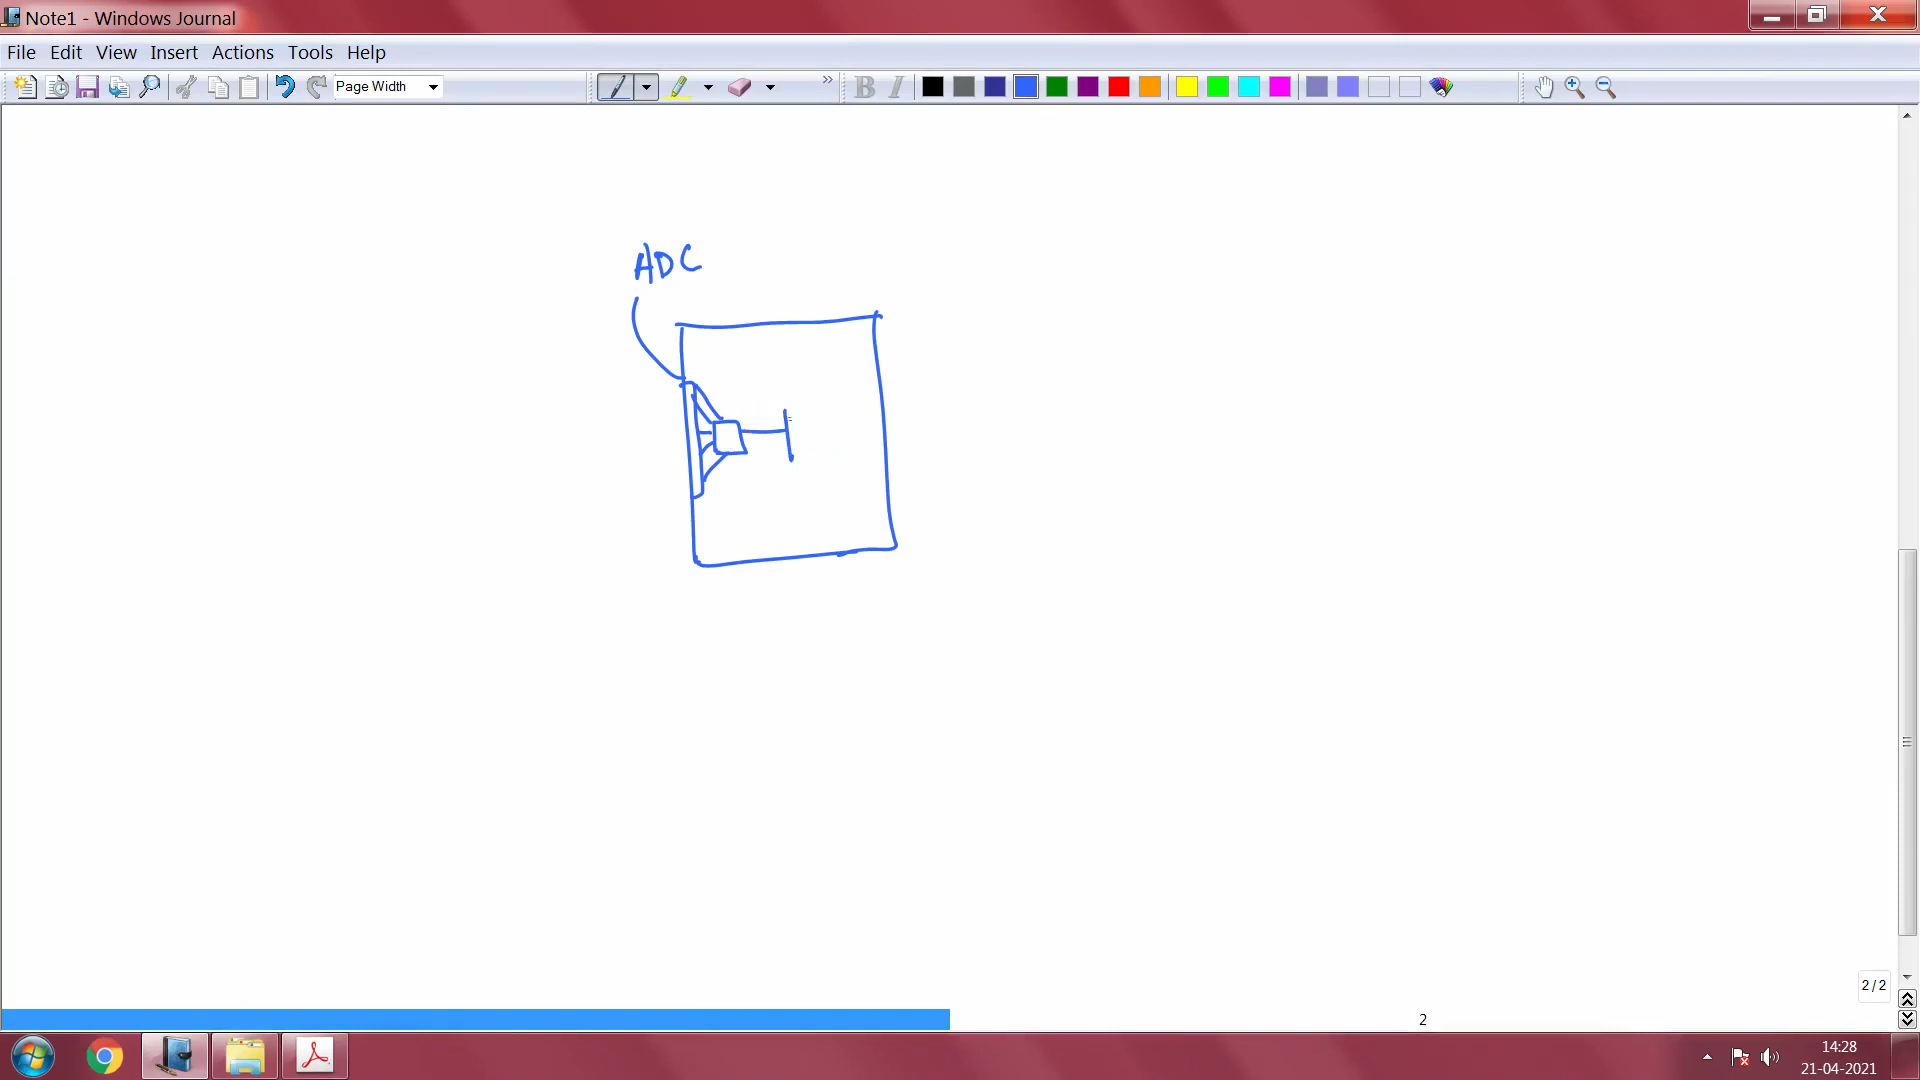 Note1 - Windows Journal
File Edit View Insert Actions Tools Help
Page Width
B I
ADC
2 / 2
2
14:28
21-04-2021